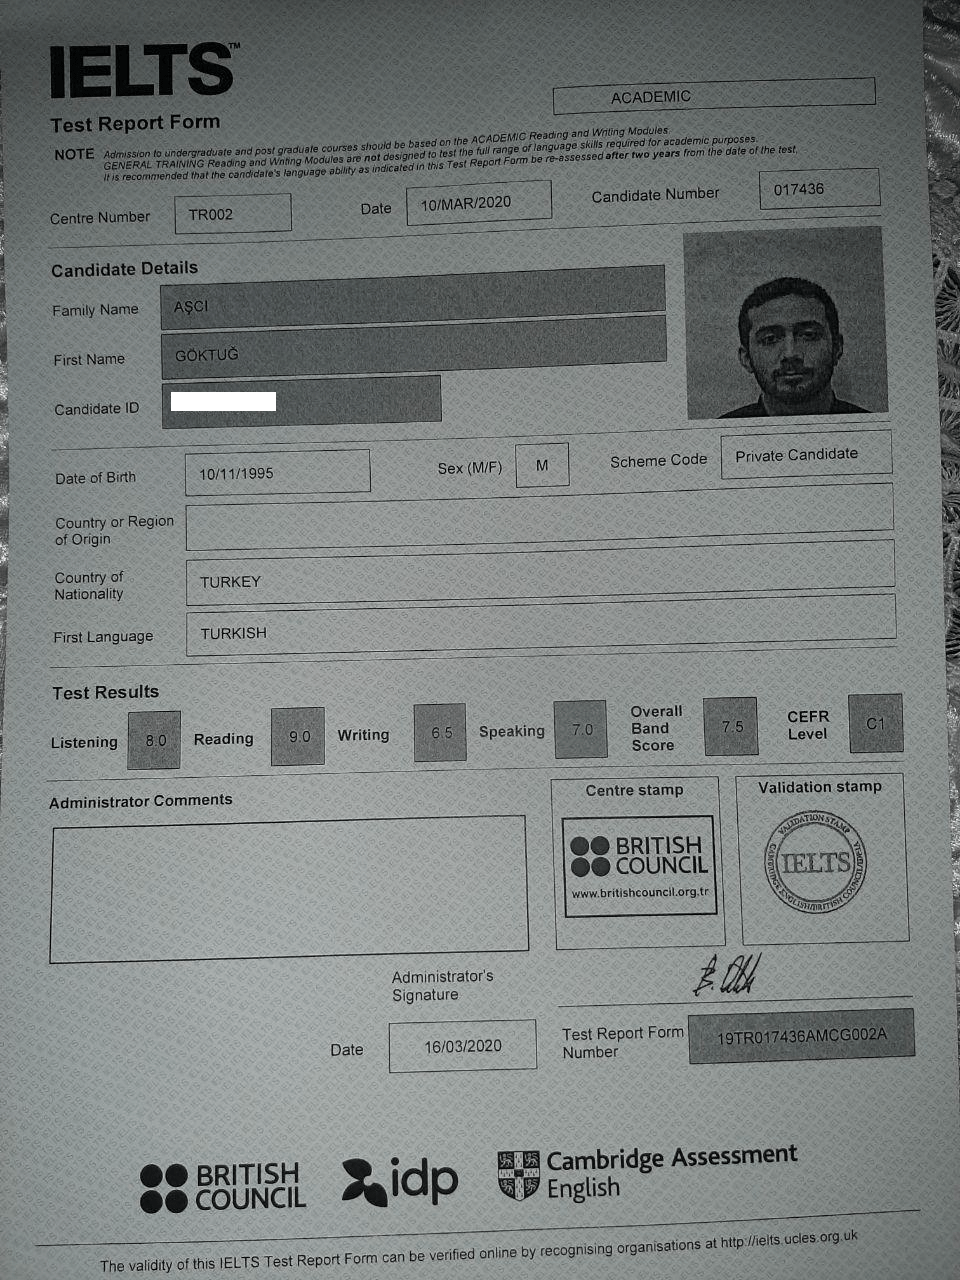 IELTS™
ACADEMIC
Test Report Form
NOTE Admission to undergraduate and post graduate courses should be based on the ACADEMIC Reading and Writing Modules.
GENERAL TRAINING Reading and Writing Modules are not designed to test the full range of language skills required for academic purposes.
It is recommended that the candidate's language ability as indicated in this Test Report Form be re-assessed after two years from the date of the test.
Centre Number TR002 Date 10/MAR/2020 Candidate Number 017436
Candidate Details
Family Name AŞCI
First Name GÖKTUĞ
Candidate ID
Date of Birth 10/11/1995 Sex (M/F) M Scheme Code Private Candidate
Country or Region
of Origin
Country of
Nationality TURKEY
First Language TURKISH
Test Results
Listening 8.0 Reading 9.0 Writing 6.5 Speaking 7.0 Overall
Band
Score 7.5 CEFR
Level C1
Administrator Comments
Centre stamp
BRITISH
COUNCIL
www.britishcouncil.org.tr
Validation stamp
VALIDATION STAMP
IELTS
CAMBRIDGE ENGLISH/BRITISH COUNCIL/IDP:IEA
Administrator's
Signature
Date 16/03/2020
Test Report Form
Number 19TR017436AMCG002A
BRITISH
COUNCIL
idp
Cambridge Assessment
English
The validity of this IELTS Test Report Form can be verified online by recognising organisations at http://ielts.ucles.org.uk